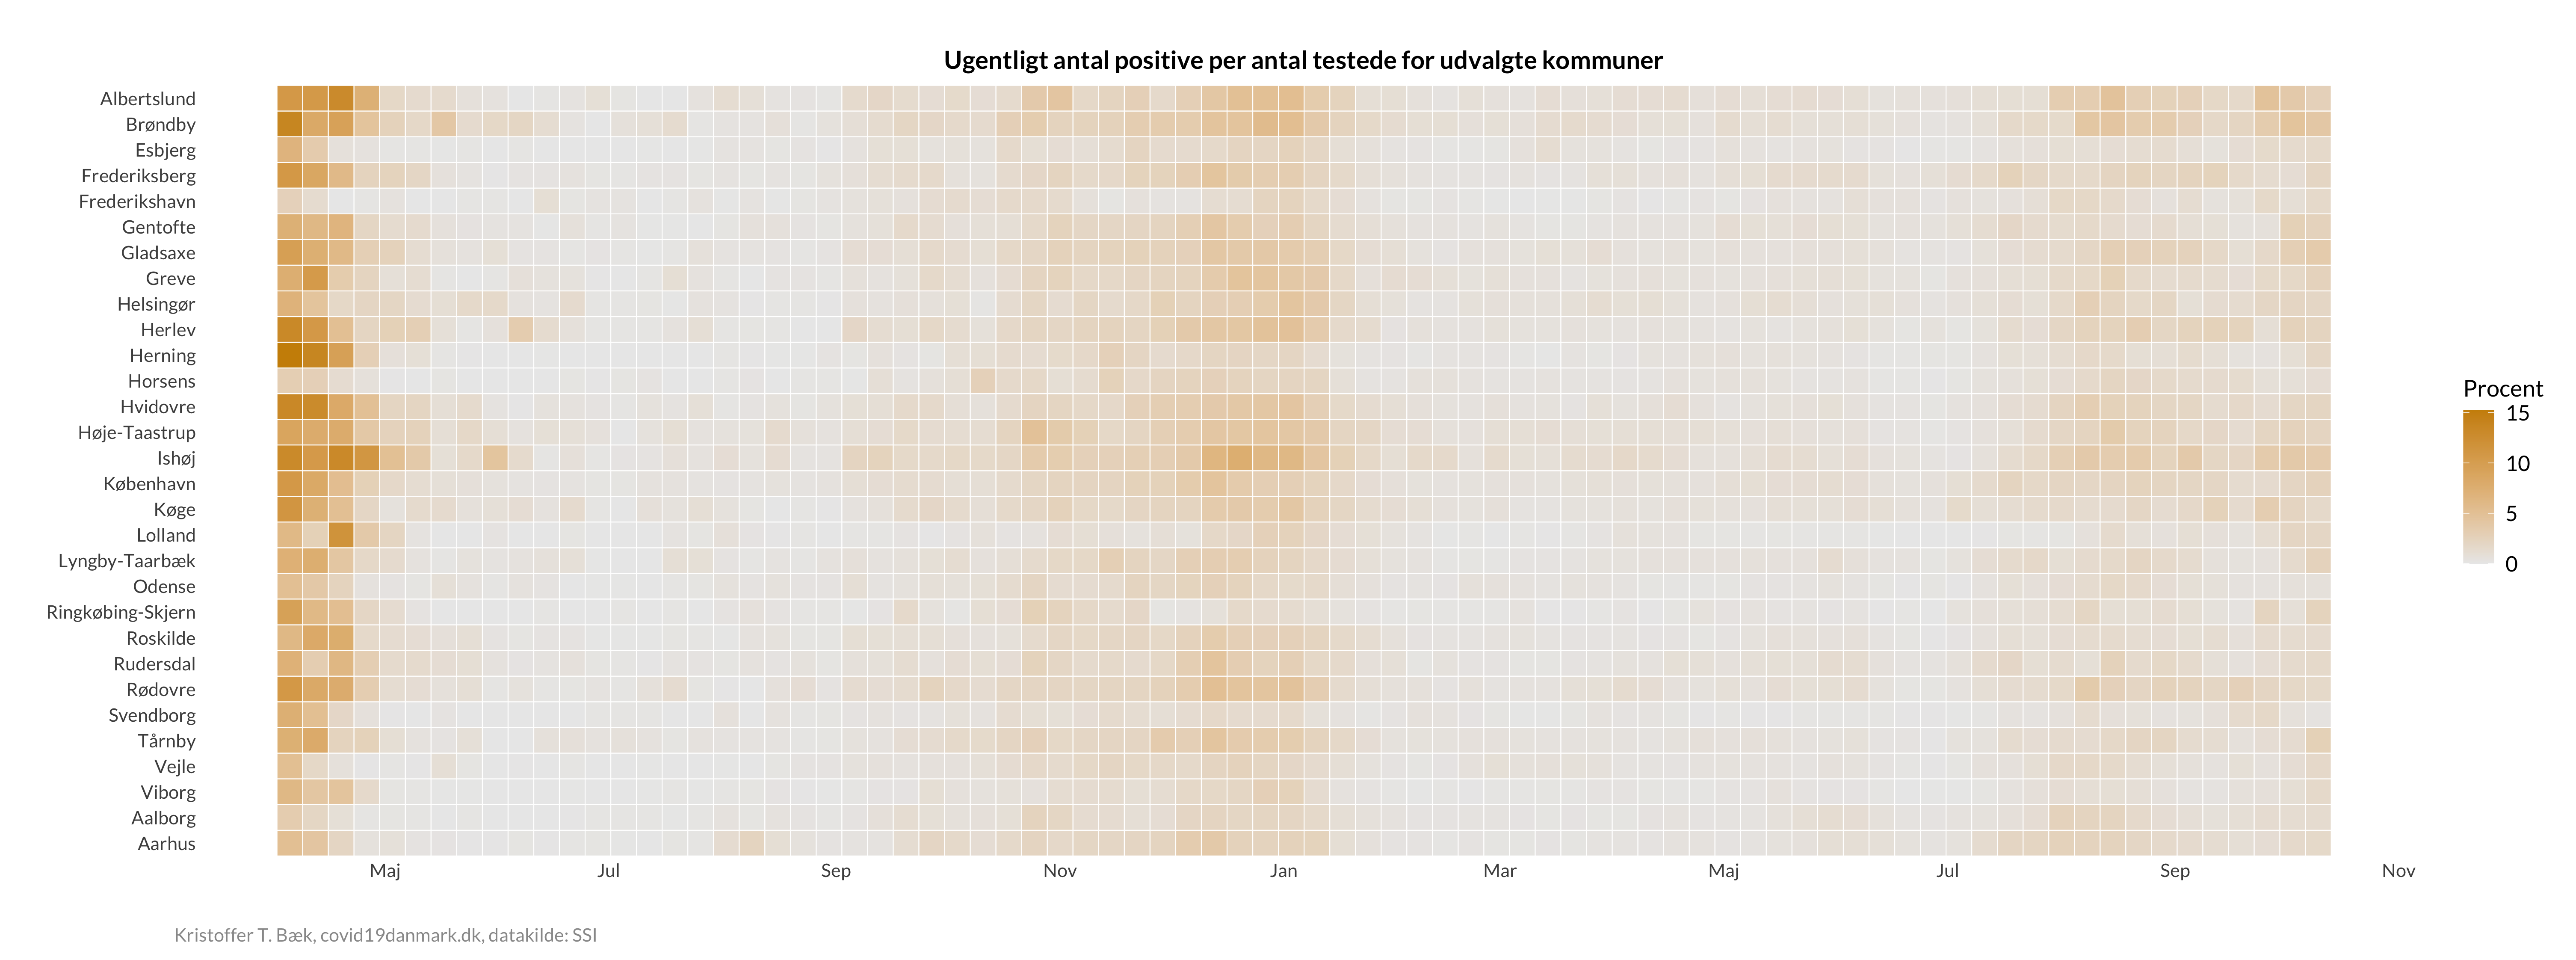 Ugentligt antal positive per antal testede for udvalgte kommuner
Albertslund
Brøndby
Esbjerg
Frederiksberg
Frederikshavn
Gentofte
Gladsaxe
Greve
Helsingør
Herlev
Herning
Horsens
Hvidovre
Høje-Taastrup
Ishøj
København
Køge
Lolland
Lyngby-Taarbæk
Odense
Ringkøbing-Skjern
Roskilde
Rudersdal
Rødovre
Svendborg
Tårnby
Vejle
Viborg
Aalborg
Aarhus
Maj Jul Sep Nov Jan Mar Maj Jul Sep Nov
Procent
15
10
5
0
Kristoffer T. Bæk, covid19danmark.dk, datakilde: SSI